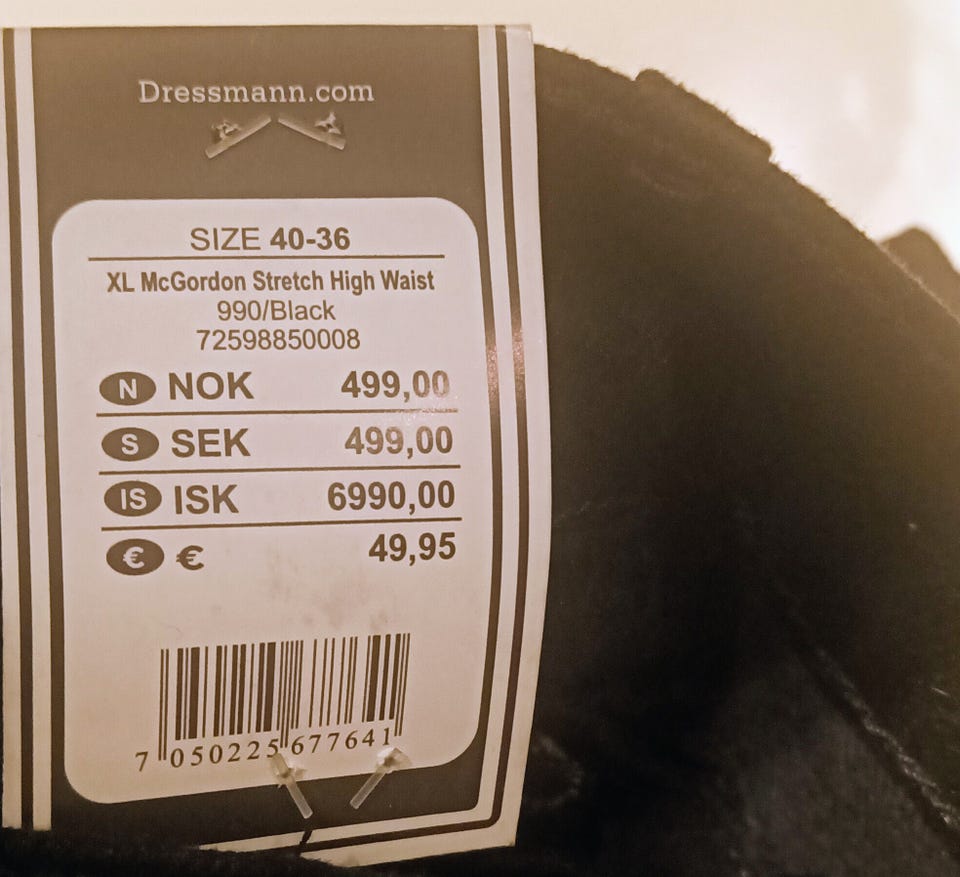 Dressmann.com
SIZE 40-36
XL McGordon Stretch High Waist
990/Black
72598850008
N NOK 499,00
S SEK 499,00
IS ISK 6990,00
€ € 49,95
7 050225 677641